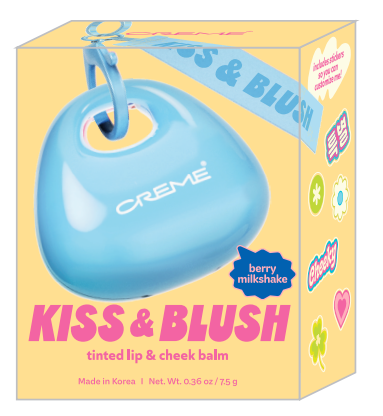 CREME
KISS & BLUSH
includes stickers
so you can
customize me!
CREME®
berry
milkshake
Cheeky
KISS & BLUSH
tinted lip & cheek balm
Made in Korea | Net. Wt. 0.36 oz / 7.5 g